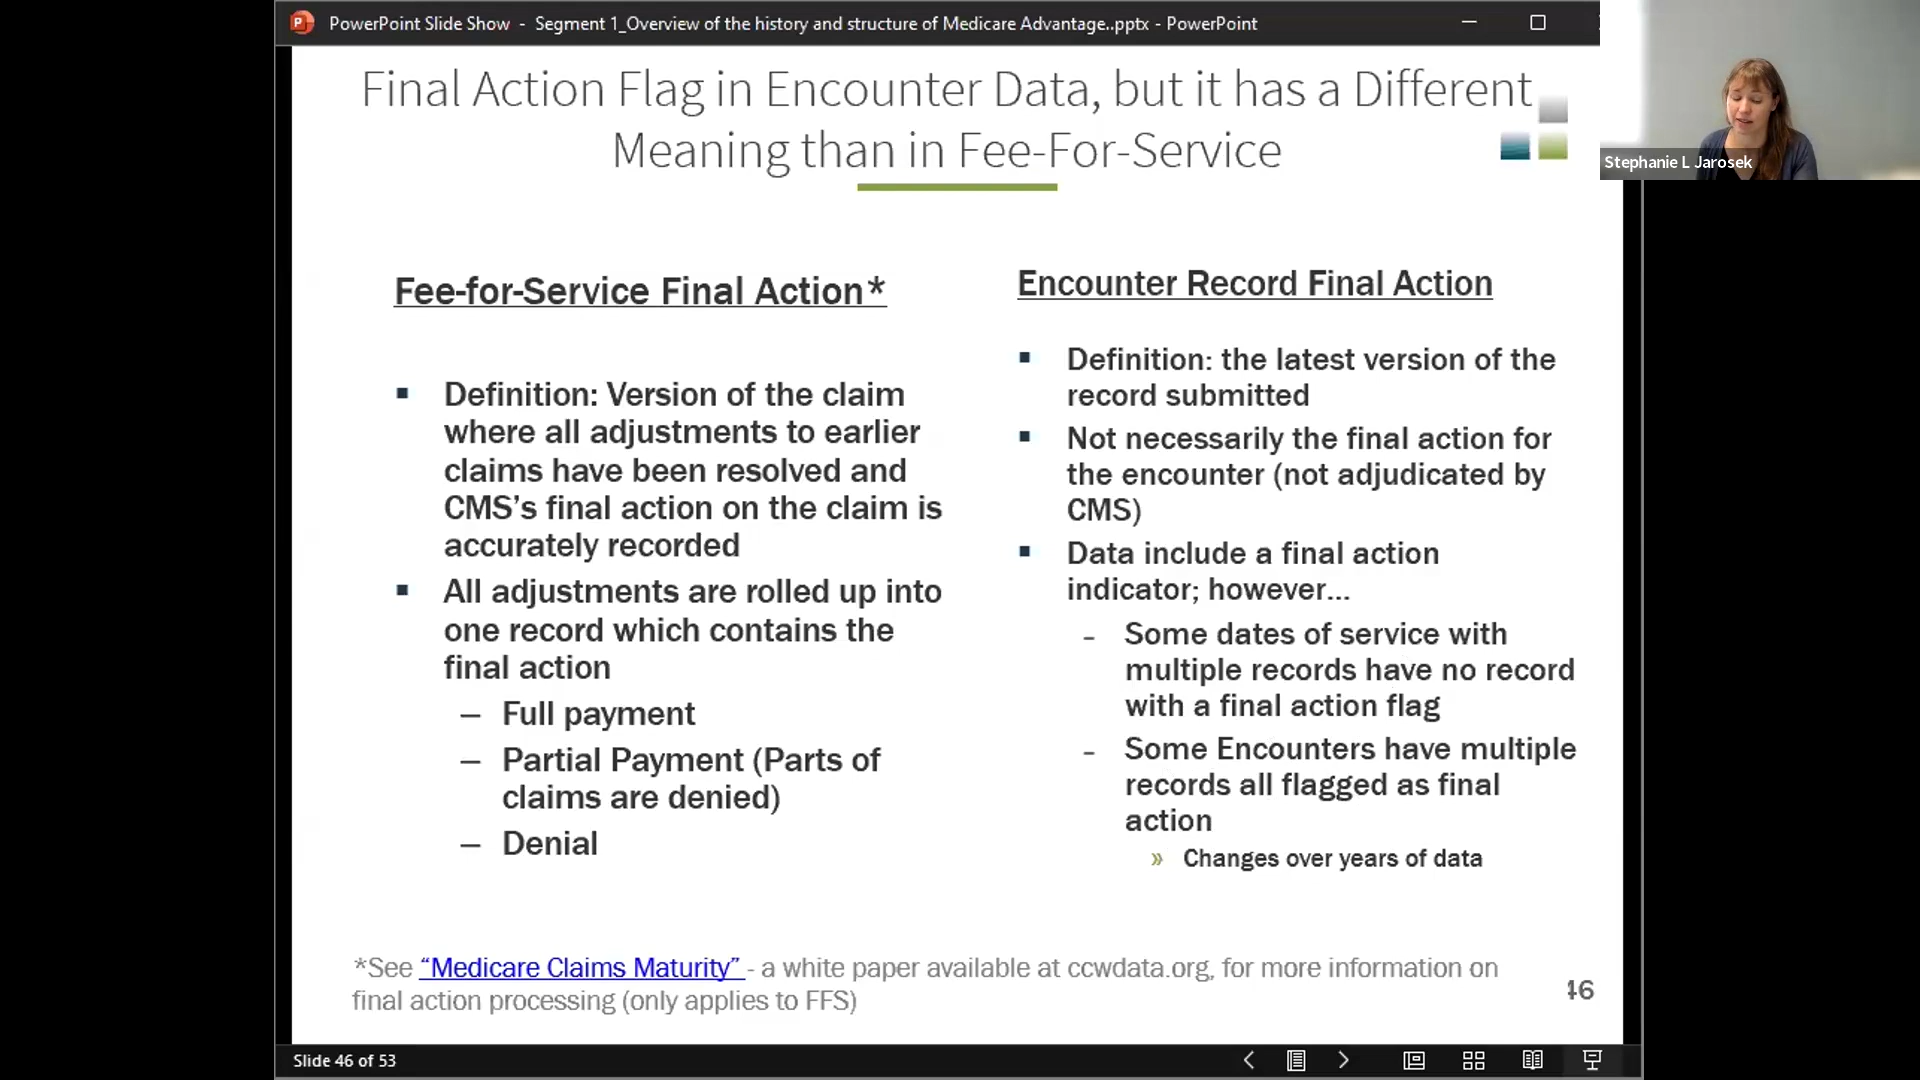 PowerPoint Slide Show - Segment 1_Overview of the history and structure of Medicare Advantage..pptx - PowerPoint
Final Action Flag in Encounter Data, but it has a Different
Meaning than in Fee-For-Service
Stephanie L Jarosek
Fee-for-Service Final Action*
Definition: Version of the claim
where all adjustments to earlier
claims have been resolved and
CMS’s final action on the claim is
accurately recorded
All adjustments are rolled up into
one record which contains the
final action
– Full payment
– Partial Payment (Parts of
claims are denied)
– Denial
Encounter Record Final Action
Definition: the latest version of the
record submitted
Not necessarily the final action for
the encounter (not adjudicated by
CMS)
Data include a final action
indicator; however...
- Some dates of service with
multiple records have no record
with a final action flag
- Some Encounters have multiple
records all flagged as final
action
» Changes over years of data
*See “Medicare Claims Maturity” - a white paper available at ccwdata.org, for more information on
final action processing (only applies to FFS)
46
Slide 46 of 53